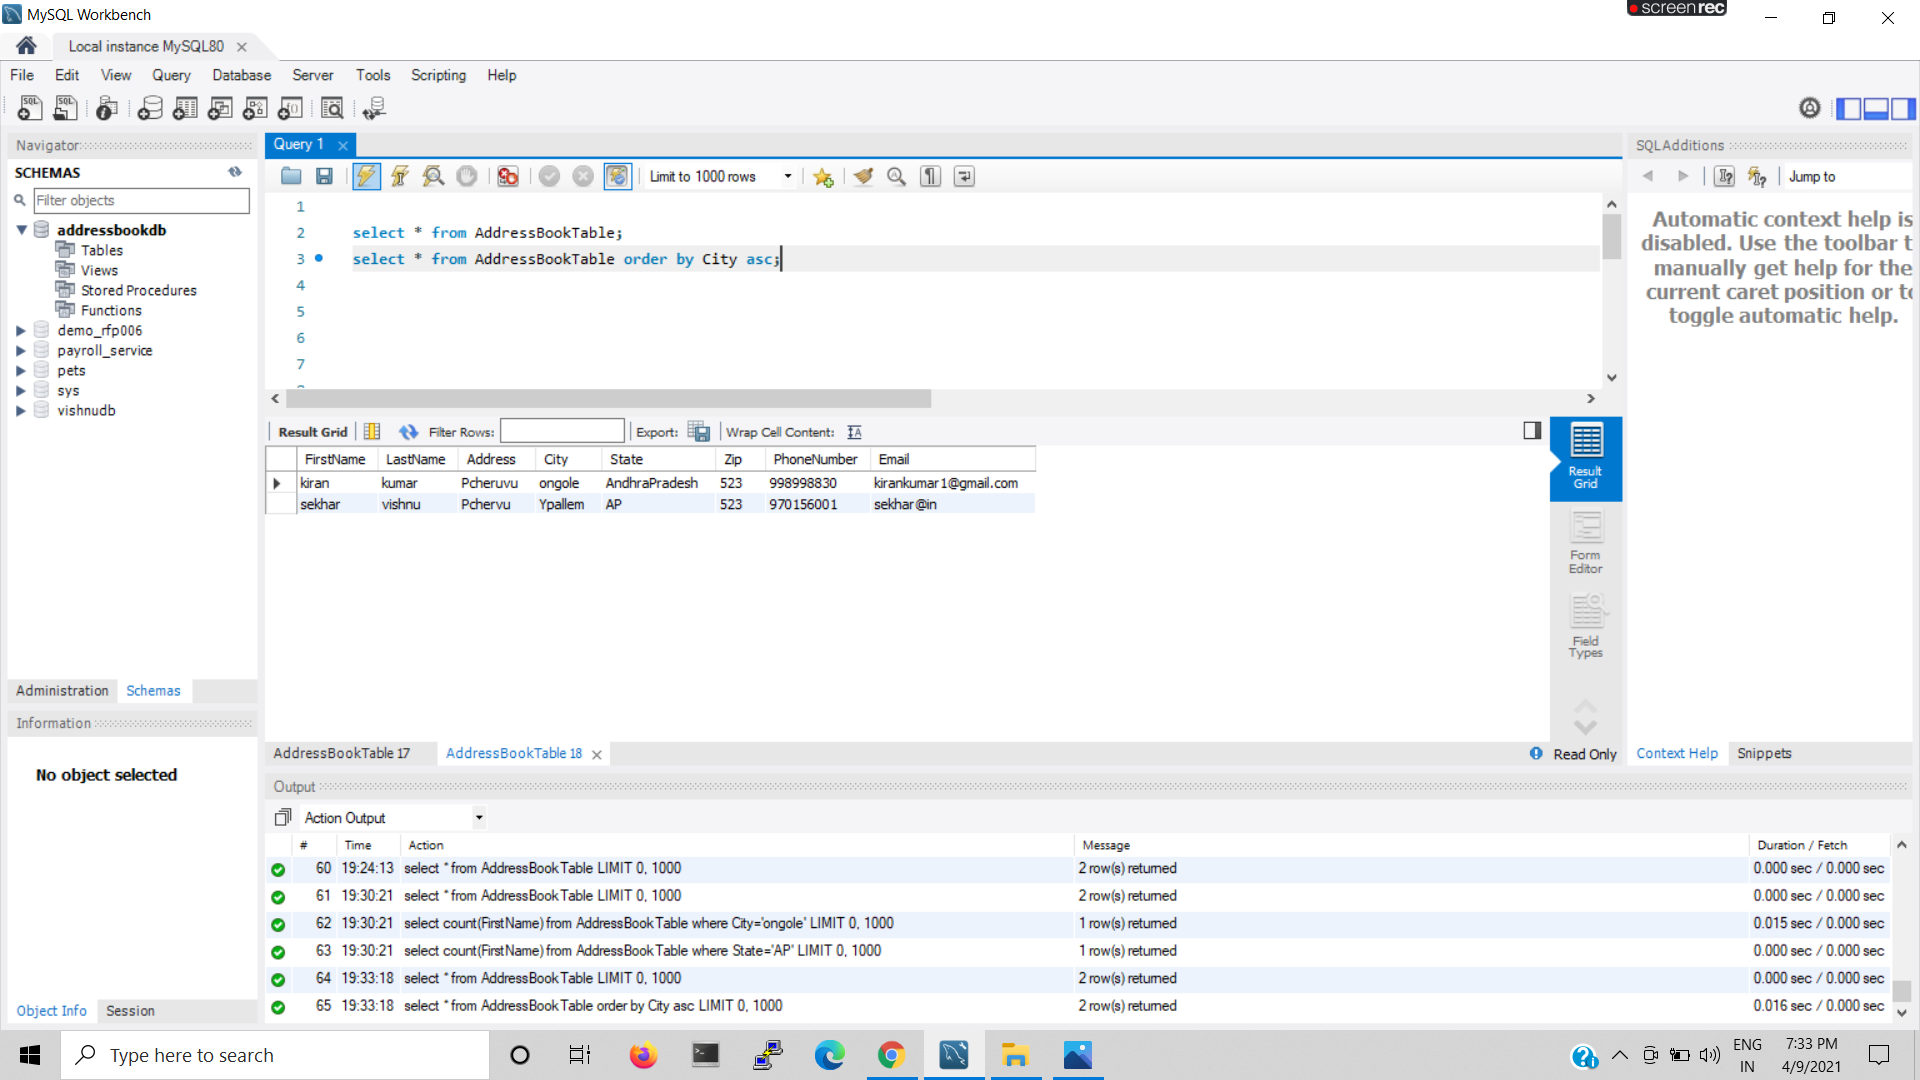 MySQL Workbench
screenrec
Local instance MySQL80
File Edit View Query Database Server Tools Scripting Help
Navigator
SCHEMAS
Filter objects
addressbookdb
Tables
Views
Stored Procedures
Functions
demo_rfp006
payroll_service
pets
sys
vishnudb
Administration Schemas
Information
No object selected
Object Info Session
Query 1
Limit to 1000 rows
1
2 select * from AddressBookTable;
3 select * from AddressBookTable order by City asc;
4
5
6
7
Result Grid Filter Rows: Export: Wrap Cell Content:
FirstName LastName Address City State Zip PhoneNumber Email
kiran kumar Pcheruvu ongole AndhraPradesh 523 998998830 kirankumar1@gmail.com
sekhar vishnu Pchervu Ypallem AP 523 970156001 sekhar@in
Result
Grid
Form
Editor
Field
Types
AddressBookTable 17 AddressBookTable 18 Read Only
SQLAdditions
Jump to
Automatic context help is
disabled. Use the toolbar t
manually get help for the
current caret position or to
toggle automatic help.
Context Help Snippets
Output
Action Output
# Time Action Message Duration / Fetch
60 19:24:13 select * from AddressBookTable LIMIT 0, 1000 2 row(s) returned 0.000 sec / 0.000 sec
61 19:30:21 select * from AddressBookTable LIMIT 0, 1000 2 row(s) returned 0.000 sec / 0.000 sec
62 19:30:21 select count(FirstName) from AddressBookTable where City='ongole' LIMIT 0, 1000 1 row(s) returned 0.015 sec / 0.000 sec
63 19:30:21 select count(FirstName) from AddressBookTable where State='AP' LIMIT 0, 1000 1 row(s) returned 0.000 sec / 0.000 sec
64 19:33:18 select * from AddressBookTable LIMIT 0, 1000 2 row(s) returned 0.000 sec / 0.000 sec
65 19:33:18 select * from AddressBookTable order by City asc LIMIT 0, 1000 2 row(s) returned 0.016 sec / 0.000 sec
Type here to search
ENG
IN
7:33 PM
4/9/2021